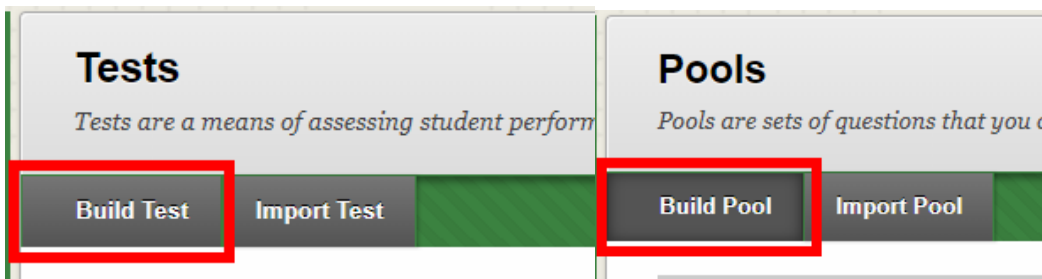 Tests
Tests are a means of assessing student
Build Test
Import Test
Pools
Pools are sets of questions that you
Build Pool
Import Pool